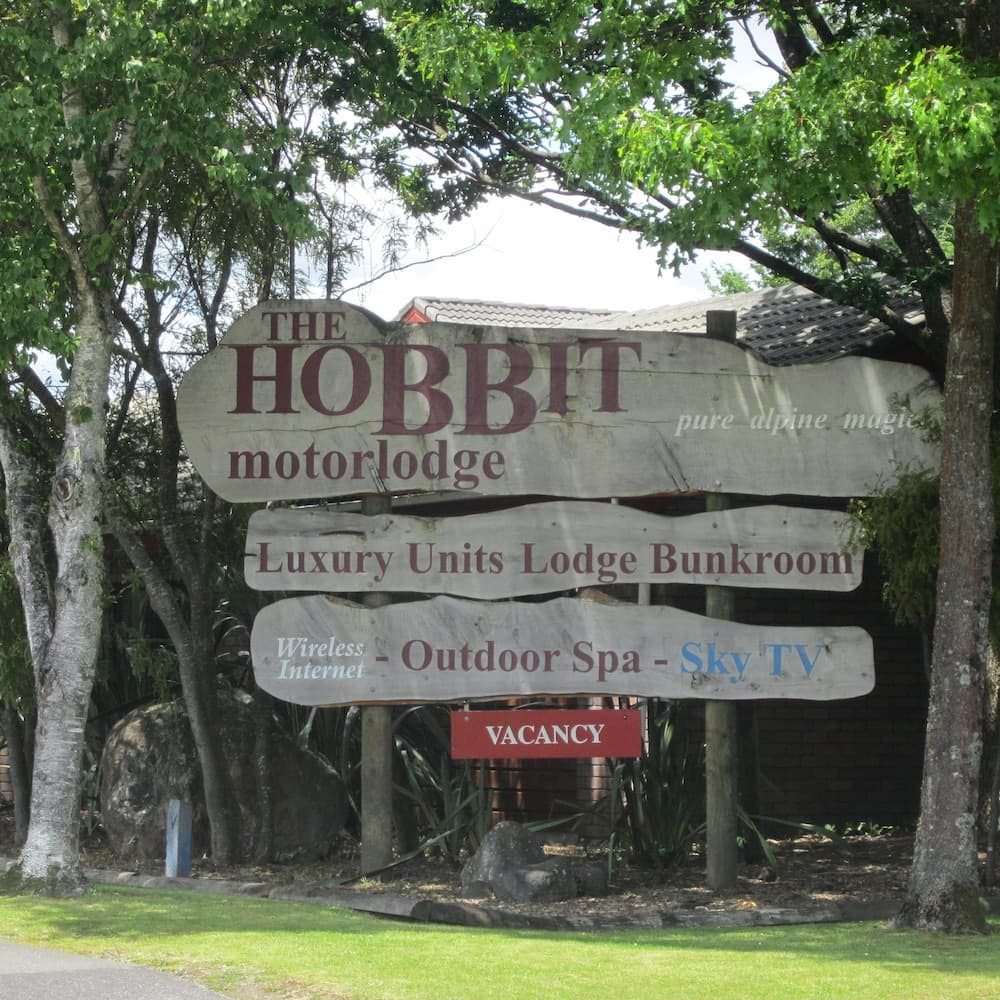 THE
HOBBIT
motorlodge
pure alpine magic
Luxury Units Lodge Bunkroom
Wireless
Internet - Outdoor Spa - Sky TV
VACANCY